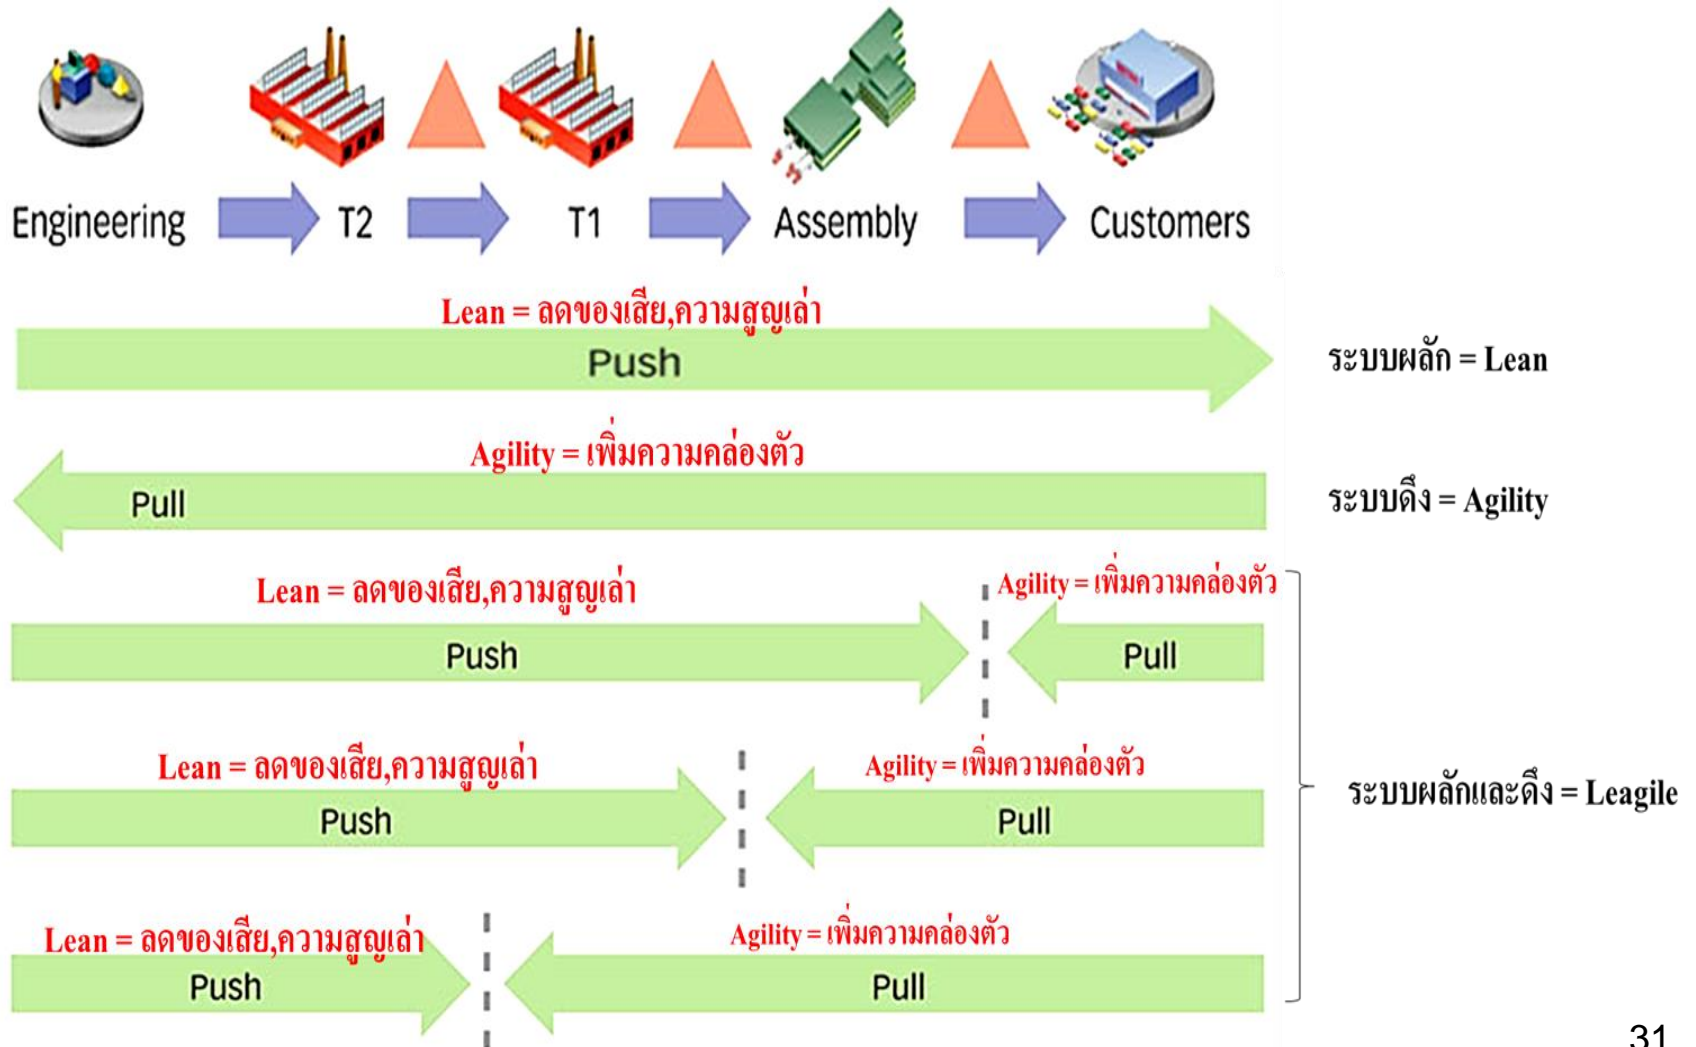 Engineering T2 T1 Assembly Customers
Lean = ลดของเสีย,ความสูญเล่า
Push
ระบบผลัก = Lean
Agility = เพิ่มความคล่องตัว
Pull
ระบบดึง = Agility
Lean = ลดของเสีย,ความสูญเล่า
Agility = เพิ่มความคล่องตัว
Push
Pull
Lean = ลดของเสีย,ความสูญเล่า
Agility = เพิ่มความคล่องตัว
Push
Pull
ระบบผลักและดึง = Leagile
Lean = ลดของเสีย,ความสูญเล่า
Agility = เพิ่มความคล่องตัว
Push
Pull
31